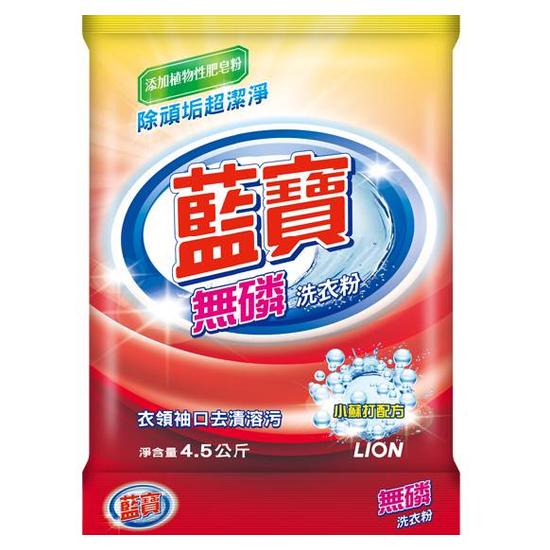 添加植物性肥皂粉
除頑垢超潔淨
藍寶
無磷 洗衣粉
小蘇打配方
衣領袖口去漬溶污
淨含量 4.5公斤
LION
藍寶
無磷
洗衣粉